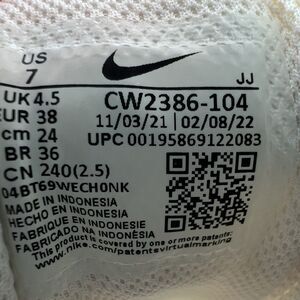 US
7
JJ
UK 4.5
EUR 38
cm 24
BR 36
CN 240(2.5)
CW2386-104
11/03/21 | 02/08/22
UPC 00195869122083
04BT69WECH0NK
MADE IN INDONESIA
HECHO EN INDONESIA
FABRIQUE EN INDONESIE
FABRICADO NA INDONÉSIA
This product is covered by one or more patents:
www.nike.com/patentsvirtualmarking